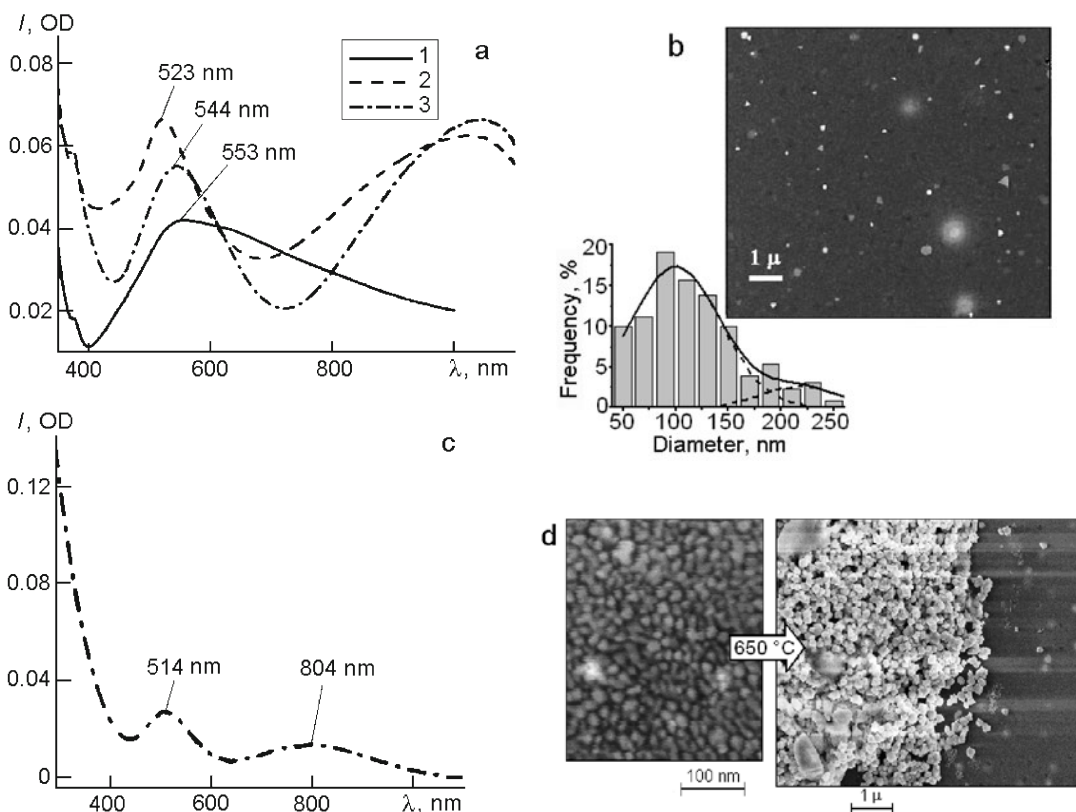 I, OD
a
0.08
0.06
0.04
0.02
1
2
3
523 nm
544 nm
553 nm
400
600
800
λ, nm
b
1 μ
Frequency, %
20
15
10
5
0
50
100
150
200
250
Diameter, nm
I, OD
c
0.12
0.08
0.04
0
514 nm
804 nm
400
600
800
λ, nm
d
650 °C
100 nm
1 μ